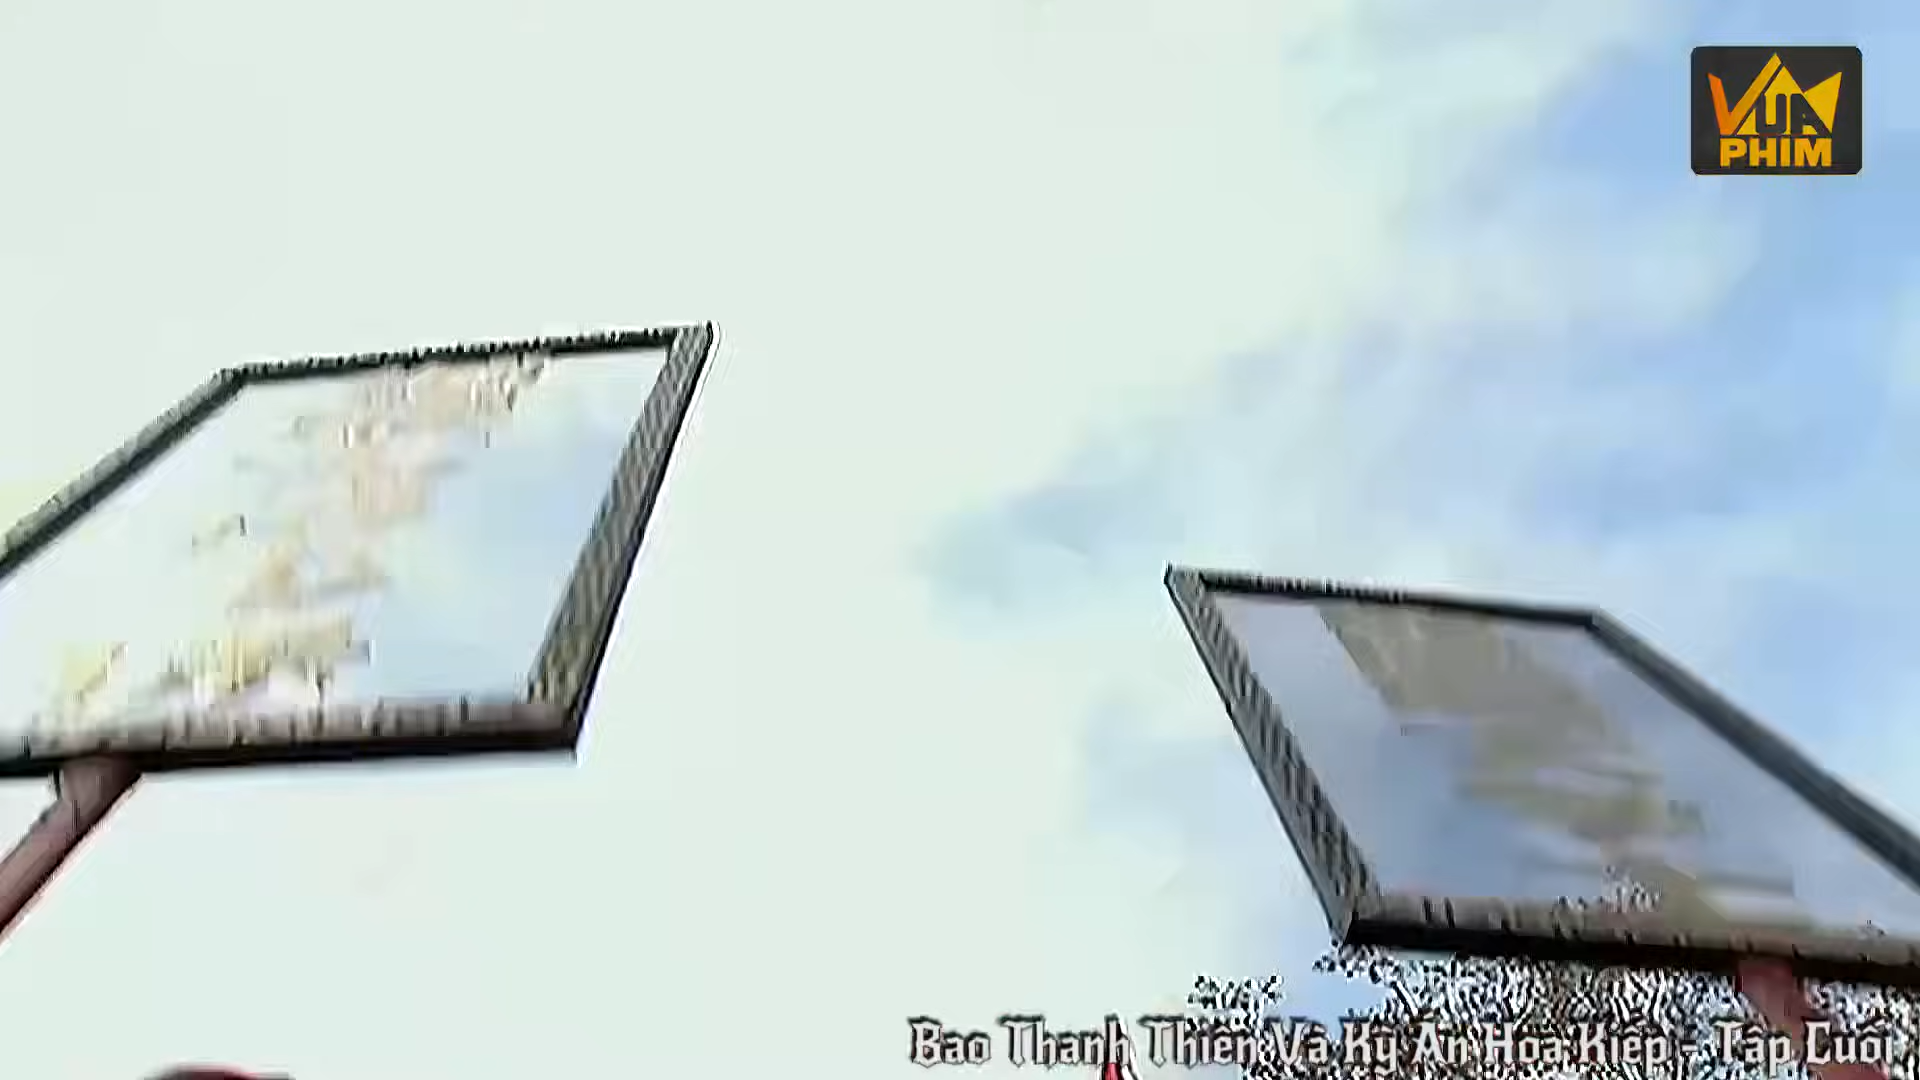 VUA
PHIM
Bao Thanh Thiên Và Kỳ Án Hoa Kiếp - Tập Cuối